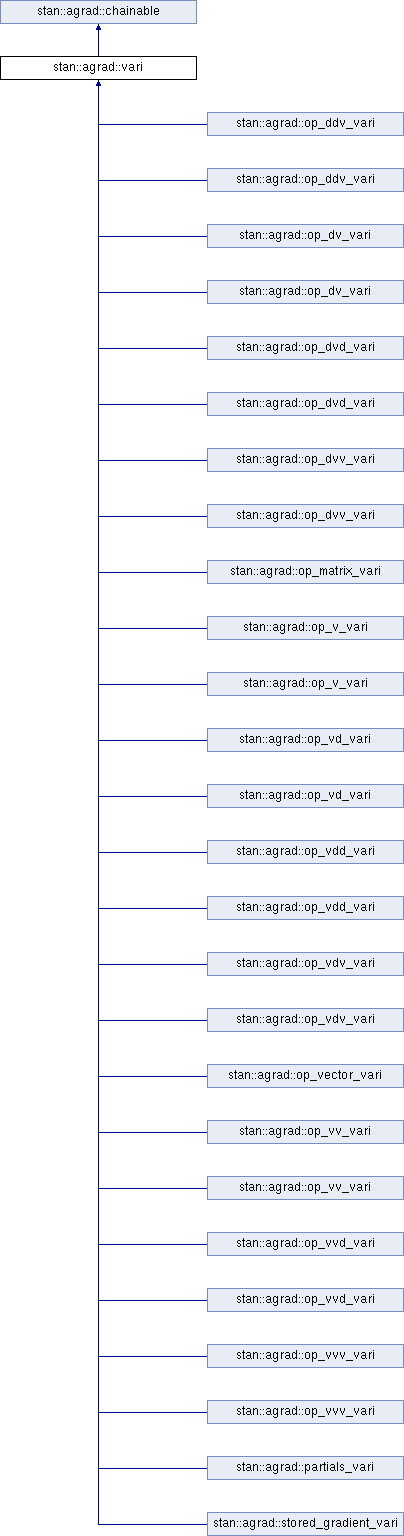 stan::agrad::chainable
stan::agrad::vari
stan::agrad::op_ddv_vari
stan::agrad::op_ddv_vari
stan::agrad::op_dv_vari
stan::agrad::op_dv_vari
stan::agrad::op_dvd_vari
stan::agrad::op_dvd_vari
stan::agrad::op_dvv_vari
stan::agrad::op_dvv_vari
stan::agrad::op_matrix_vari
stan::agrad::op_v_vari
stan::agrad::op_v_vari
stan::agrad::op_vd_vari
stan::agrad::op_vd_vari
stan::agrad::op_vdd_vari
stan::agrad::op_vdd_vari
stan::agrad::op_vdv_vari
stan::agrad::op_vdv_vari
stan::agrad::op_vector_vari
stan::agrad::op_vv_vari
stan::agrad::op_vv_vari
stan::agrad::op_vvd_vari
stan::agrad::op_vvd_vari
stan::agrad::op_vvv_vari
stan::agrad::op_vvv_vari
stan::agrad::partials_vari
stan::agrad::stored_gradient_vari